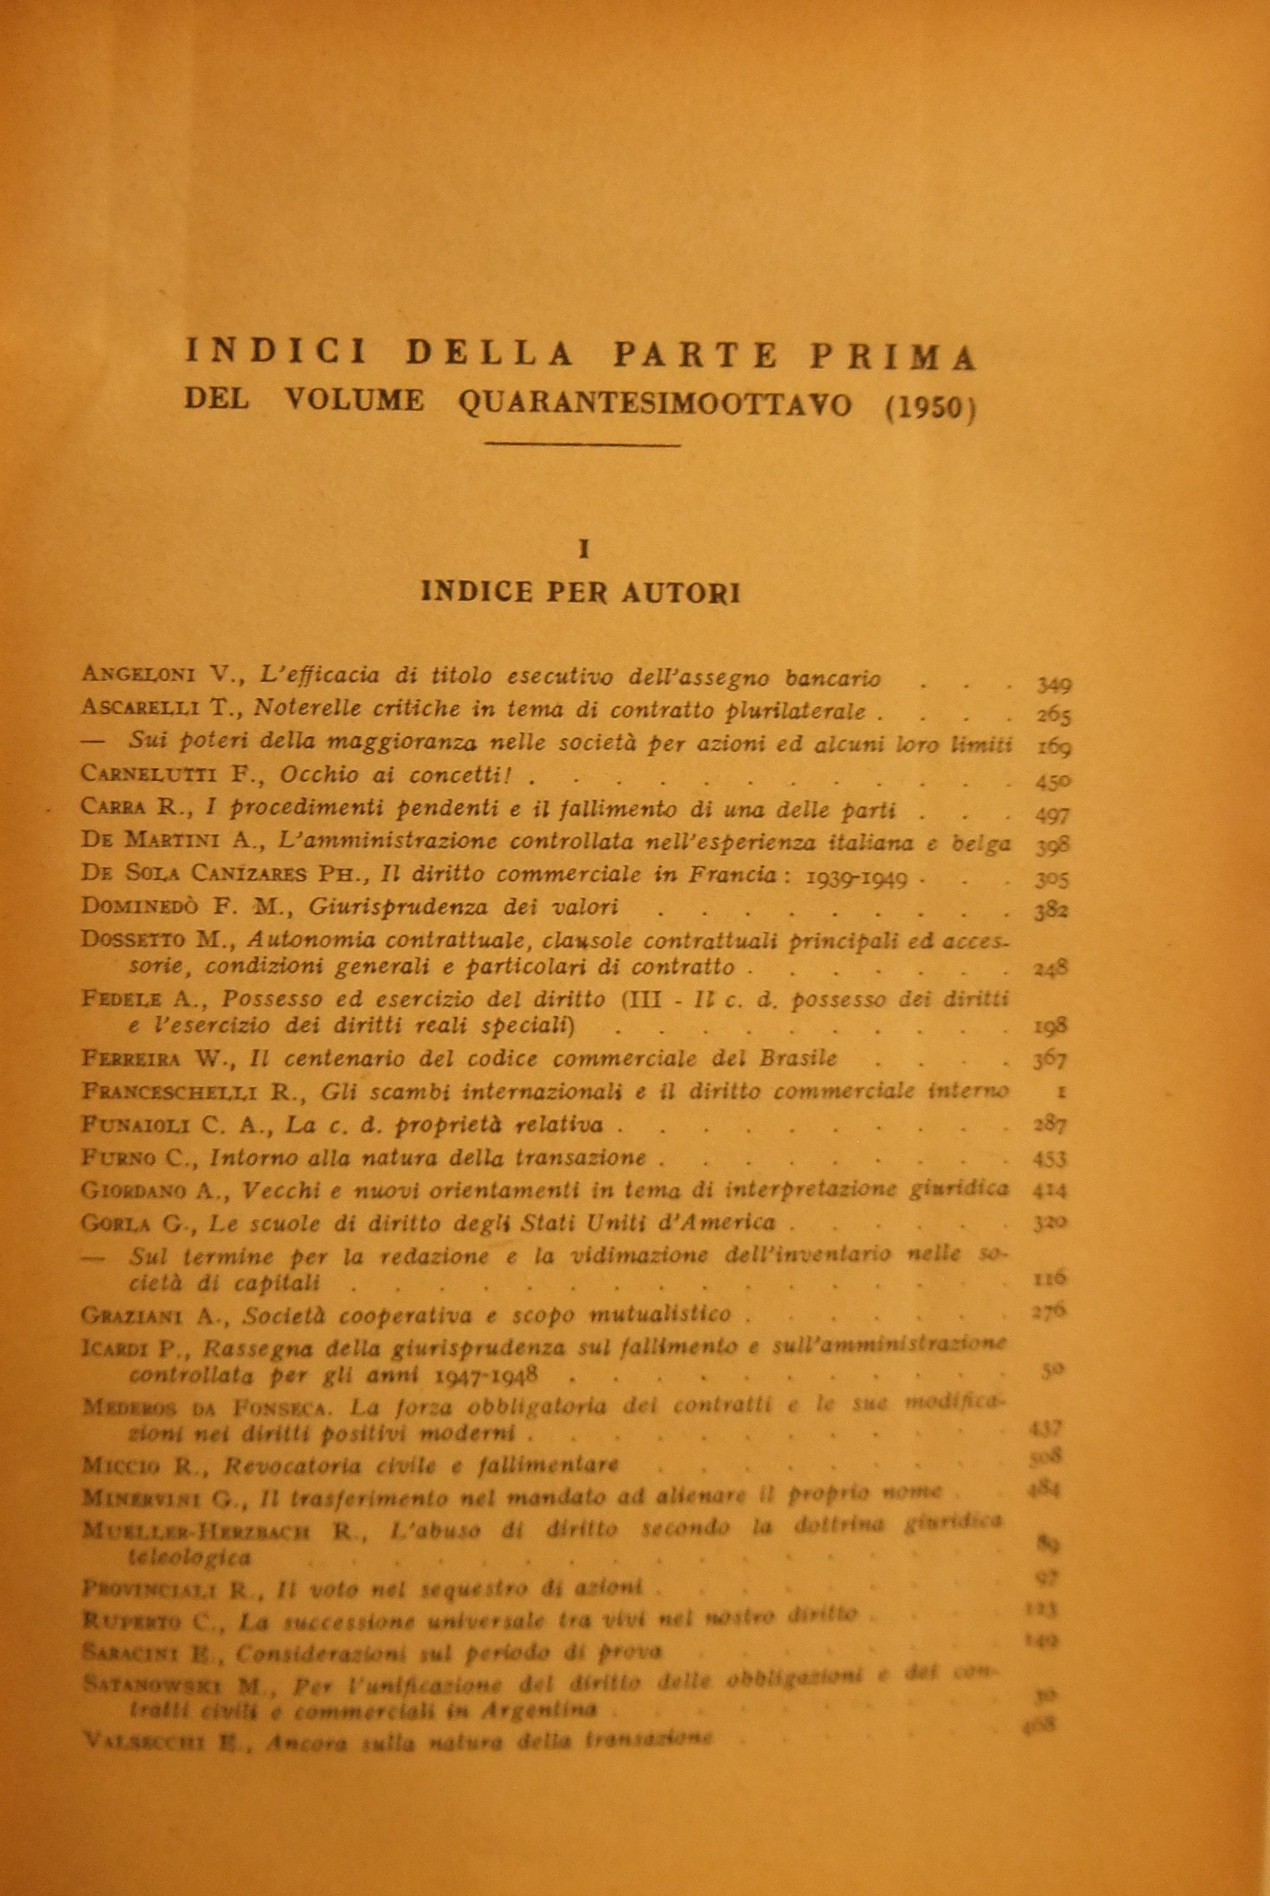 INDICI DELLA PARTE PRIMA
DEL VOLUME QUARANTESIMOOTTAVO (1950)
I
INDICE PER AUTORI
ANGELONI V., L'efficacia di titolo esecutivo dell'assegno bancario . . . 349
ASCARELLI T., Noterelle critiche in tema di contratto plurilaterale . . . . 265
— Sui poteri della maggioranza nelle società per azioni ed alcuni loro limiti 169
CARNELUTTI F., Occhio ai concetti! . . . . . . . . . . . 450
CARRA R., I procedimenti pendenti e il fallimento di una delle parti . . . 497
DE MARTINI A., L'amministrazione controllata nell'esperienza italiana e belga 398
DE SOLA CANÍZARES PH., Il diritto commerciale in Francia: 1939-1949 . . . 305
DOMINEDÒ F. M., Giurisprudenza dei valori . . . . . . . . . 382
DOSSETTO M., Autonomia contrattuale, clausole contrattuali principali ed acces-
sorie, condizioni generali e particolari di contratto . . . . . . . 248
FEDELE A., Possesso ed esercizio del diritto (III - Il c. d. possesso dei diritti
e l'esercizio dei diritti reali speciali) . . . . . . . . . . 198
FERREIRA W., Il centenario del codice commerciale del Brasile . . . . 367
FRANCESCHELLI R., Gli scambi internazionali e il diritto commerciale interno 1
FUNAIOLI C. A., La c. d. proprietà relativa . . . . . . . . . . 287
FURNO C., Intorno alla natura della transazione . . . . . . . . . 453
GIORDANO A., Vecchi e nuovi orientamenti in tema di interpretazione giuridica 414
GORLA G., Le scuole di diritto degli Stati Uniti d'America . . . . . . 320
— Sul termine per la redazione e la vidimazione dell'inventario nelle so-
cietà di capitali . . . . . . . . . . . . . . . . 116
GRAZIANI A., Società cooperativa e scopo mutualistico . . . . . . . 276
ICARDI P., Rassegna della giurisprudenza sul fallimento e sull'amministrazione
controllata per gli anni 1947-1948 . . . . . . . . . . . 50
MEDEROS DA FONSECA. La forza obbligatoria dei contratti e le sue modifica-
zioni nei diritti positivi moderni . . . . . . . . . . . . 437
MICCIO R., Revocatoria civile e fallimentare . . . . . . . . . 508
MINERVINI G., Il trasferimento nel mandato ad alienare il proprio nome . . 484
MUELLER-HERZBACH R., L'abuso di diritto secondo la dottrina giuridica
teleologica . . . . . . . . . . . . . . . . . 89
PROVINCIALI R., Il voto nel sequestro di azioni . . . . . . . . . 97
RUPERTO C., La successione universale tra vivi nel nostro diritto . . . . 123
SARACINI E., Considerazioni sul periodo di prova . . . . . . . . 149
SATANOWSKI M., Per l'unificazione del diritto delle obbligazioni e dei con-
tratti civili e commerciali in Argentina . . . . . . . . . . 30
VALSECCHI E., Ancora sulla natura della transazione . . . . . . . 468